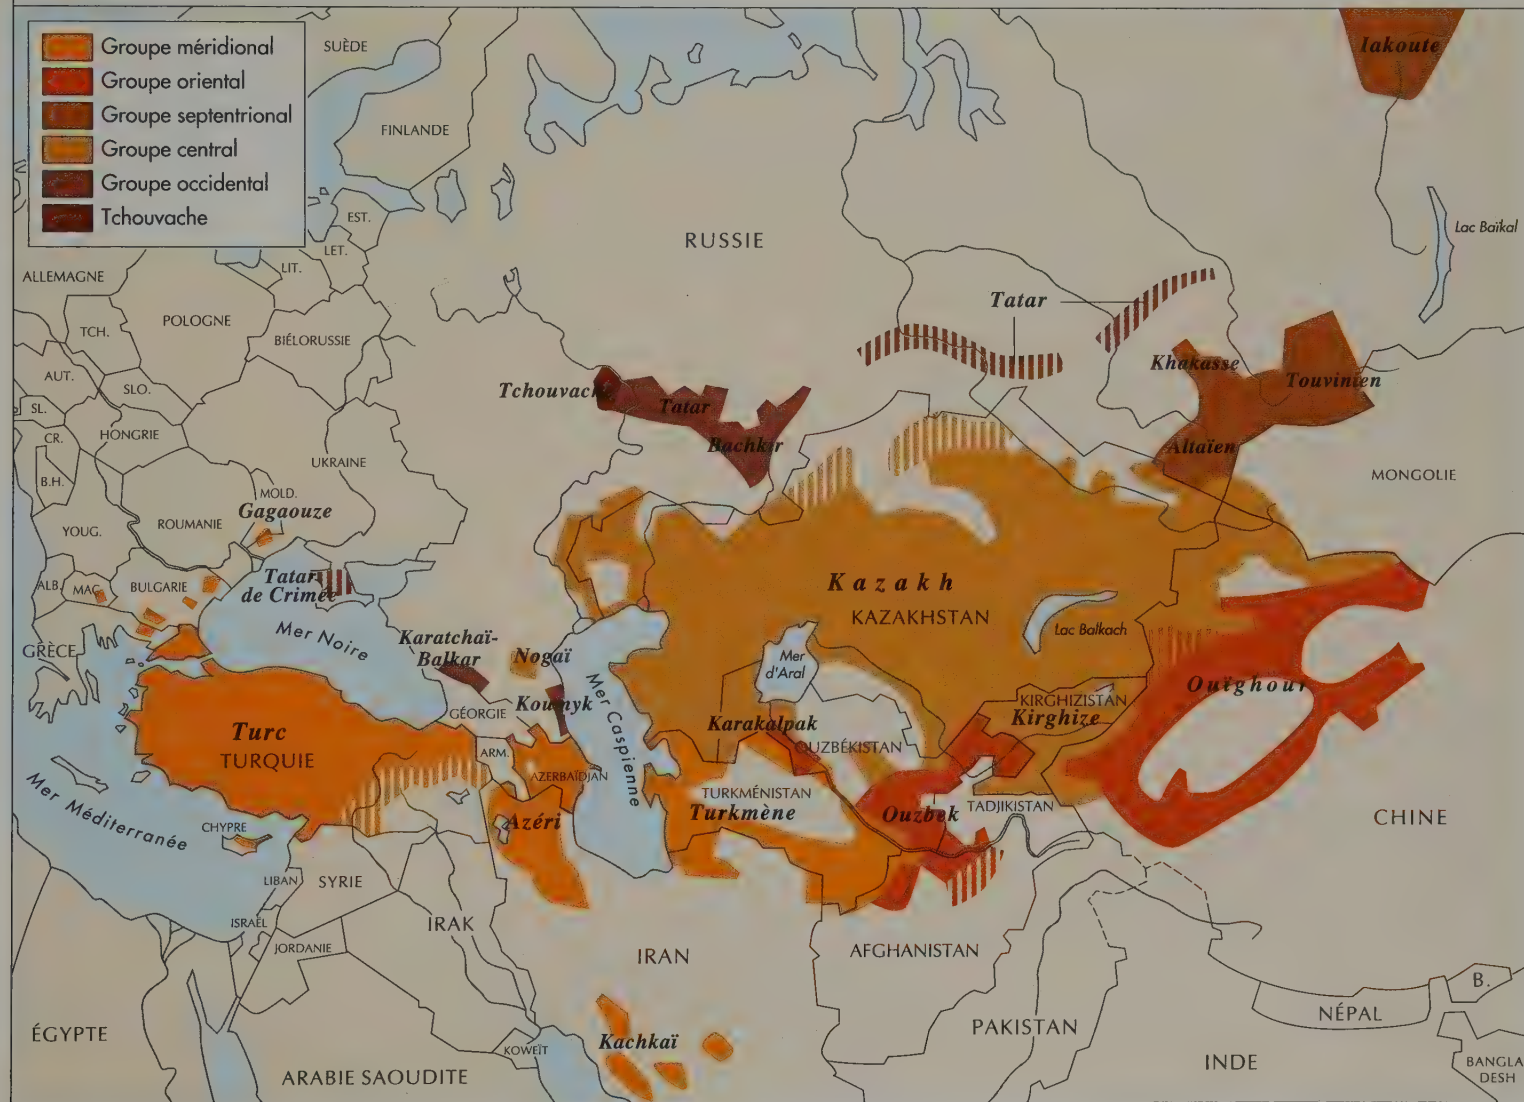 Groupe méridional
Groupe oriental
Groupe septentrional
Groupe central
Groupe occidental
Tchouvache
SUÈDE
FINLANDE
Iakoute
EST.
LET.
LIT.
RUSSIE
Lac Baïkal
ALLEMAGNE
Tatar
TCH.
POLOGNE
BIÉLORUSSIE
AUT.
SLO.
Tchouvache
Tatar
Bachkir
Khakasse
Touvinien
Altaïen
SL.
CR.
HONGRIE
B.H.
UKRAINE
MONGOLIE
MOLD.
Gagaouze
YOUG.
ROUMANIE
ALB.
MAC.
BULGARIE
Tatar
de Crimée
Kazakh
KAZAKHSTAN
Lac Balkach
GRÈCE
Mer Noire
Karatchaï-
Balkar
Nogaï
Koumyk
Mer Caspienne
Mer
d'Aral
Ouïghour
KIRGHIZISTAN
Kirghize
GÉORGIE
Turc
TURQUIE
ARM.
AZERBAÏDJAN
Azéri
Karakalpak
OUZBÉKISTAN
TURKMÉNISTAN
Turkmène
Ouzbek
TADJIKISTAN
CHINE
Mer Méditerranée
CHYPRE
LIBAN
SYRIE
ISRAËL
JORDANIE
IRAK
IRAN
AFGHANISTAN
B.
NÉPAL
ÉGYPTE
KOWEÏT
Kachkaï
PAKISTAN
INDE
BANGLA
DESH
ARABIE SAOUDITE